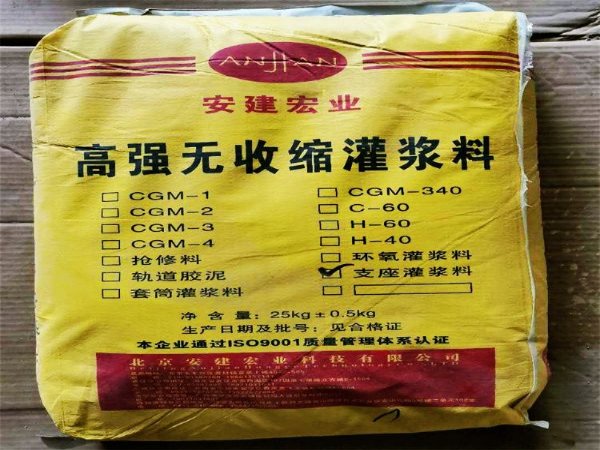 ANJIAN
安建宏业
高强无收缩灌浆料
□ CGM-1 □ CGM-340
□ CGM-2 □ C-60
□ CGM-3 □ H-60
□ CGM-4 □ H-40
□ 抢修料 □ 环氧灌浆料
□ 轨道胶泥 ☑ 支座灌浆料
□ 套筒灌浆料 □
净含量：25kg±0.5kg
生产日期及批号：见合格证
本企业通过ISO9001质量管理体系认证
北京安建宏业科技有限公司